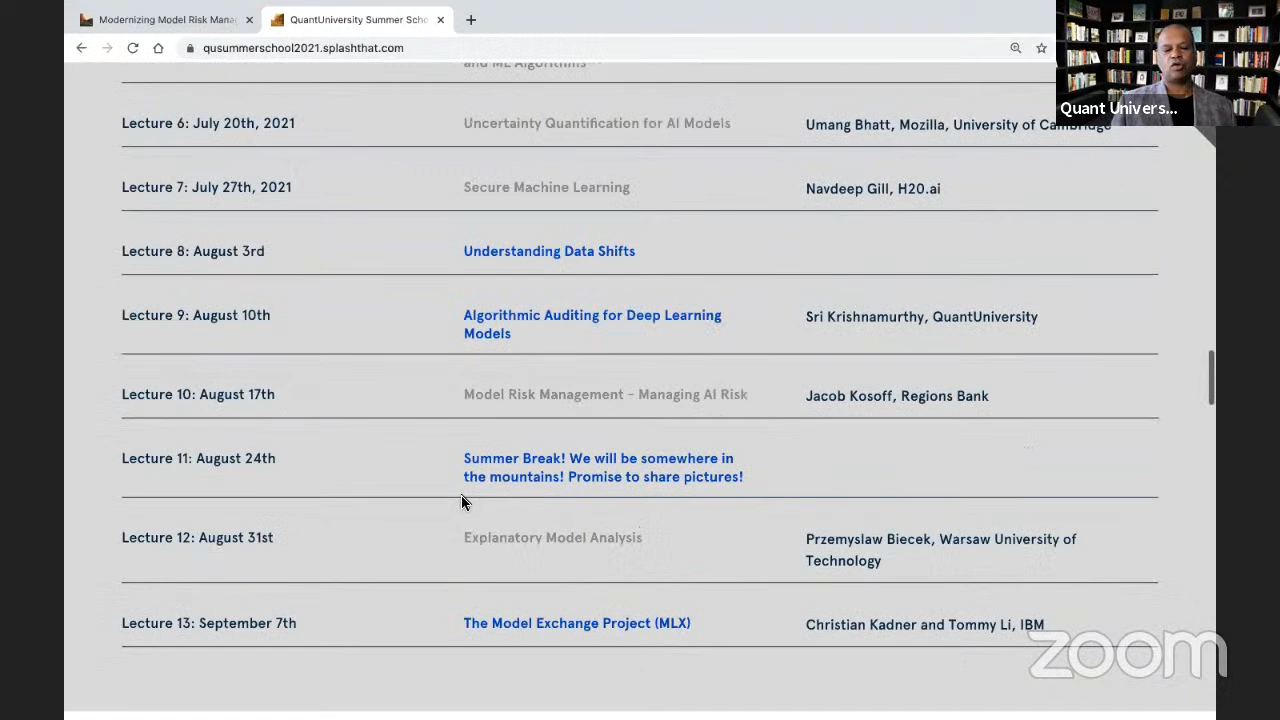 Modernizing Model Risk Mana
QuantUniversity Summer Scho
qusummerschool2021.splashthat.com
Quant Univers...
and ML Algorithms
Lecture 6: July 20th, 2021
Uncertainty Quantification for AI Models
Umang Bhatt, Mozilla, University of Cambridge
Lecture 7: July 27th, 2021
Secure Machine Learning
Navdeep Gill, H20.ai
Lecture 8: August 3rd
Understanding Data Shifts
Lecture 9: August 10th
Algorithmic Auditing for Deep Learning
Models
Sri Krishnamurthy, QuantUniversity
Lecture 10: August 17th
Model Risk Management - Managing AI Risk
Jacob Kosoff, Regions Bank
Lecture 11: August 24th
Summer Break! We will be somewhere in
the mountains! Promise to share pictures!
Lecture 12: August 31st
Explanatory Model Analysis
Przemyslaw Biecek, Warsaw University of
Technology
Lecture 13: September 7th
The Model Exchange Project (MLX)
Christian Kadner and Tommy Li, IBM
zoom